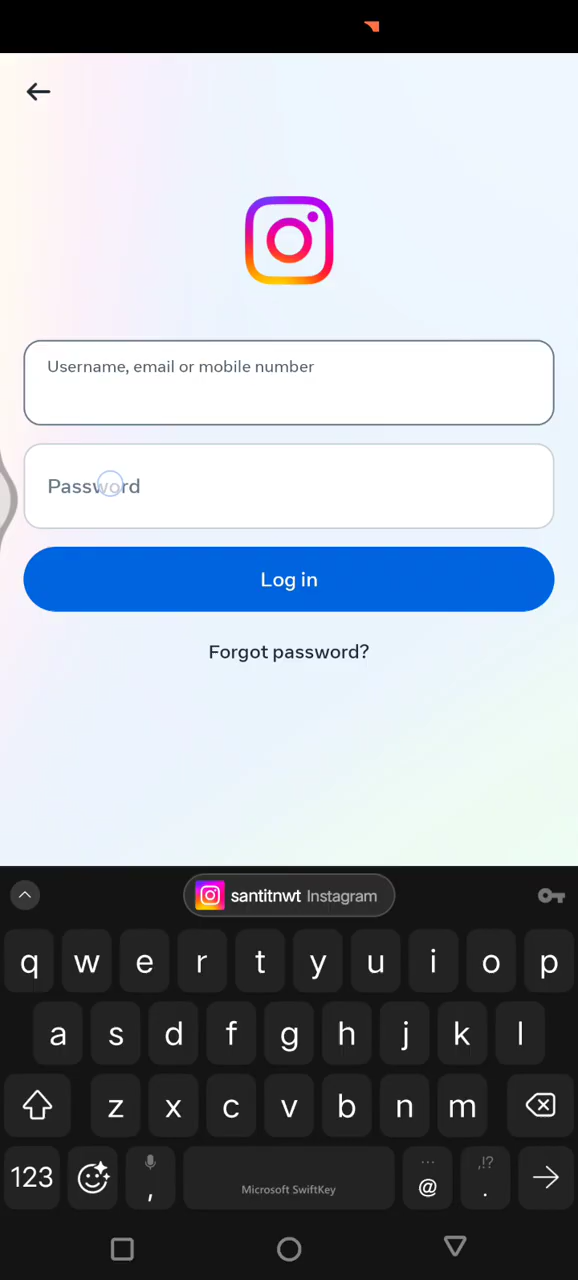 Username, email or mobile number
Password
Log in
Forgot password?
santitnwt Instagram
q w e r t y u i o p
a s d f g h j k l
z x c v b n m
123 , Microsoft SwiftKey ... @ ,!? .